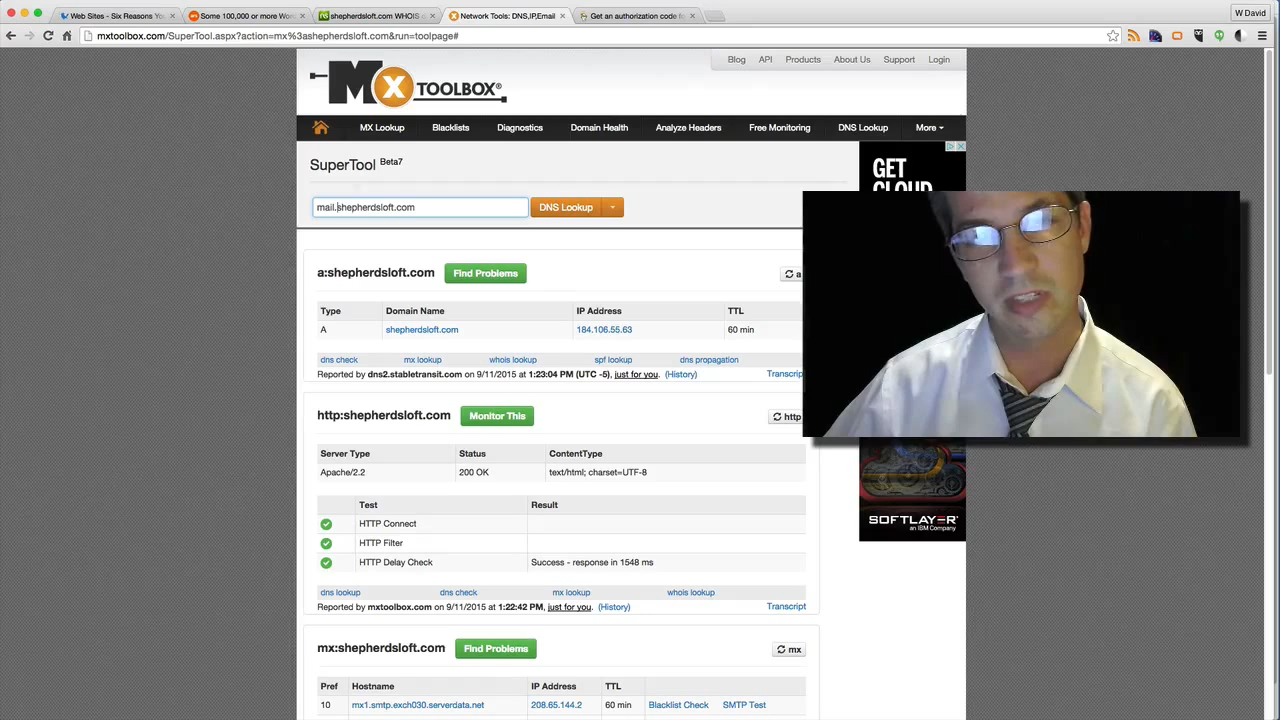 Web Sites - Six Reasons Yo
Some 100,000 or more Wor
shepherdsloft.com WHOIS
Network Tools: DNS,IP,Email
Get an authorization code f
W David
mxtoolbox.com/SuperTool.aspx?action=mx%3ashepherdsloft.com&run=toolpage#
Blog API Products About Us Support Login
MX TOOLBOX®
MX Lookup Blacklists Diagnostics Domain Health Analyze Headers Free Monitoring DNS Lookup More
SuperTool Beta7
mail.shepherdsloft.com DNS Lookup
GET
CLOUD
a:shepherdsloft.com Find Problems a
Type Domain Name IP Address TTL
A shepherdsloft.com 184.106.55.63 60 min
dns check mx lookup whois lookup spf lookup dns propagation
Reported by dns2.stabletransit.com on 9/11/2015 at 1:23:04 PM (UTC -5), just for you. (History) Transcrip
http:shepherdsloft.com Monitor This http
Server Type Status ContentType
Apache/2.2 200 OK text/html; charset=UTF-8
Test Result
HTTP Connect
HTTP Filter
HTTP Delay Check Success - response in 1548 ms
SOFTLAYER®
an IBM Company
dns lookup dns check mx lookup whois lookup
Reported by mxtoolbox.com on 9/11/2015 at 1:22:42 PM, just for you. (History) Transcript
mx:shepherdsloft.com Find Problems mx
Pref Hostname IP Address TTL
10 mx1.smtp.exch030.serverdata.net 208.65.144.2 60 min Blacklist Check SMTP Test